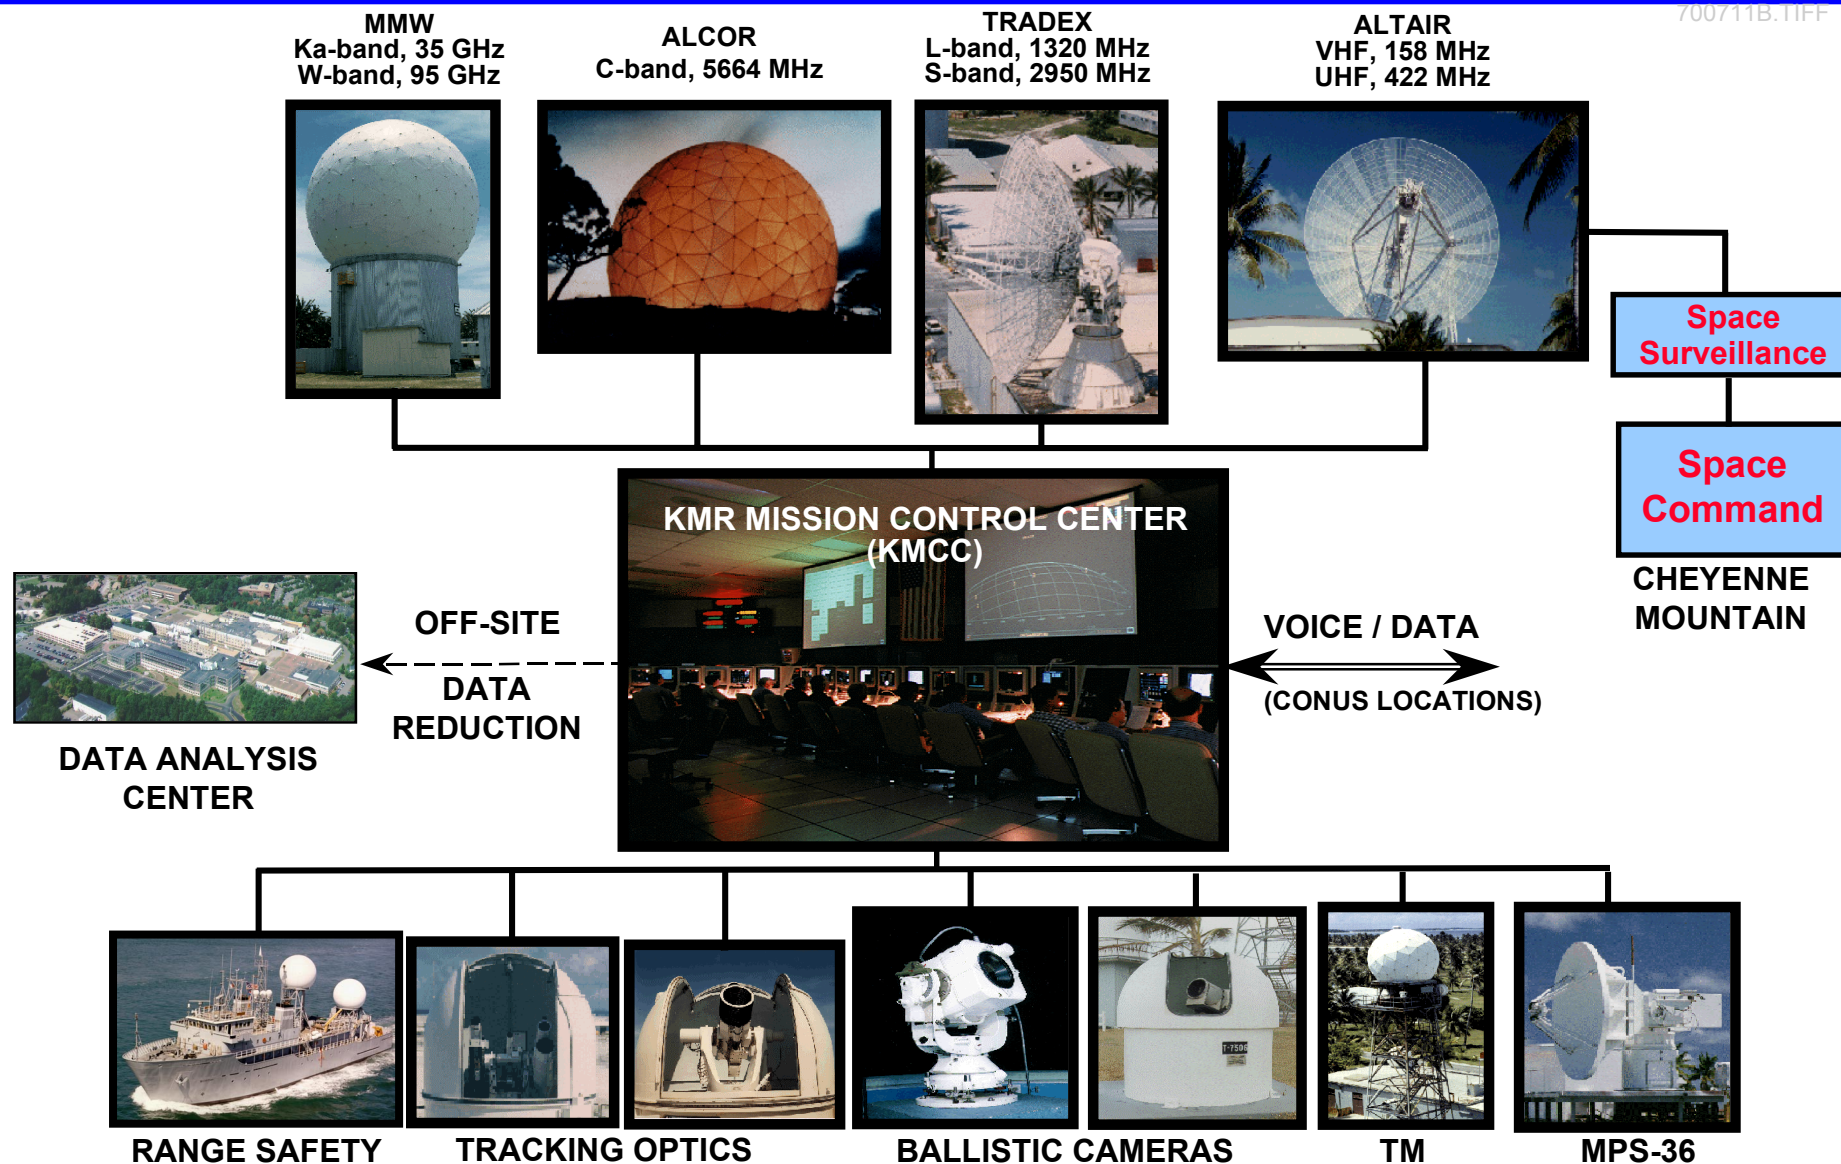 700711B.TIFF
MMW
Ka-band, 35 GHz
W-band, 95 GHz
ALCOR
C-band, 5664 MHz
TRADEX
L-band, 1320 MHz
S-band, 2950 MHz
ALTAIR
VHF, 158 MHz
UHF, 422 MHz
Space
Surveillance
Space
Command
CHEYENNE
MOUNTAIN
KMR MISSION CONTROL CENTER
(KMCC)
OFF-SITE
DATA
REDUCTION
VOICE / DATA
(CONUS LOCATIONS)
DATA ANALYSIS
CENTER
T-7506
RANGE SAFETY
TRACKING OPTICS
BALLISTIC CAMERAS
TM
MPS-36